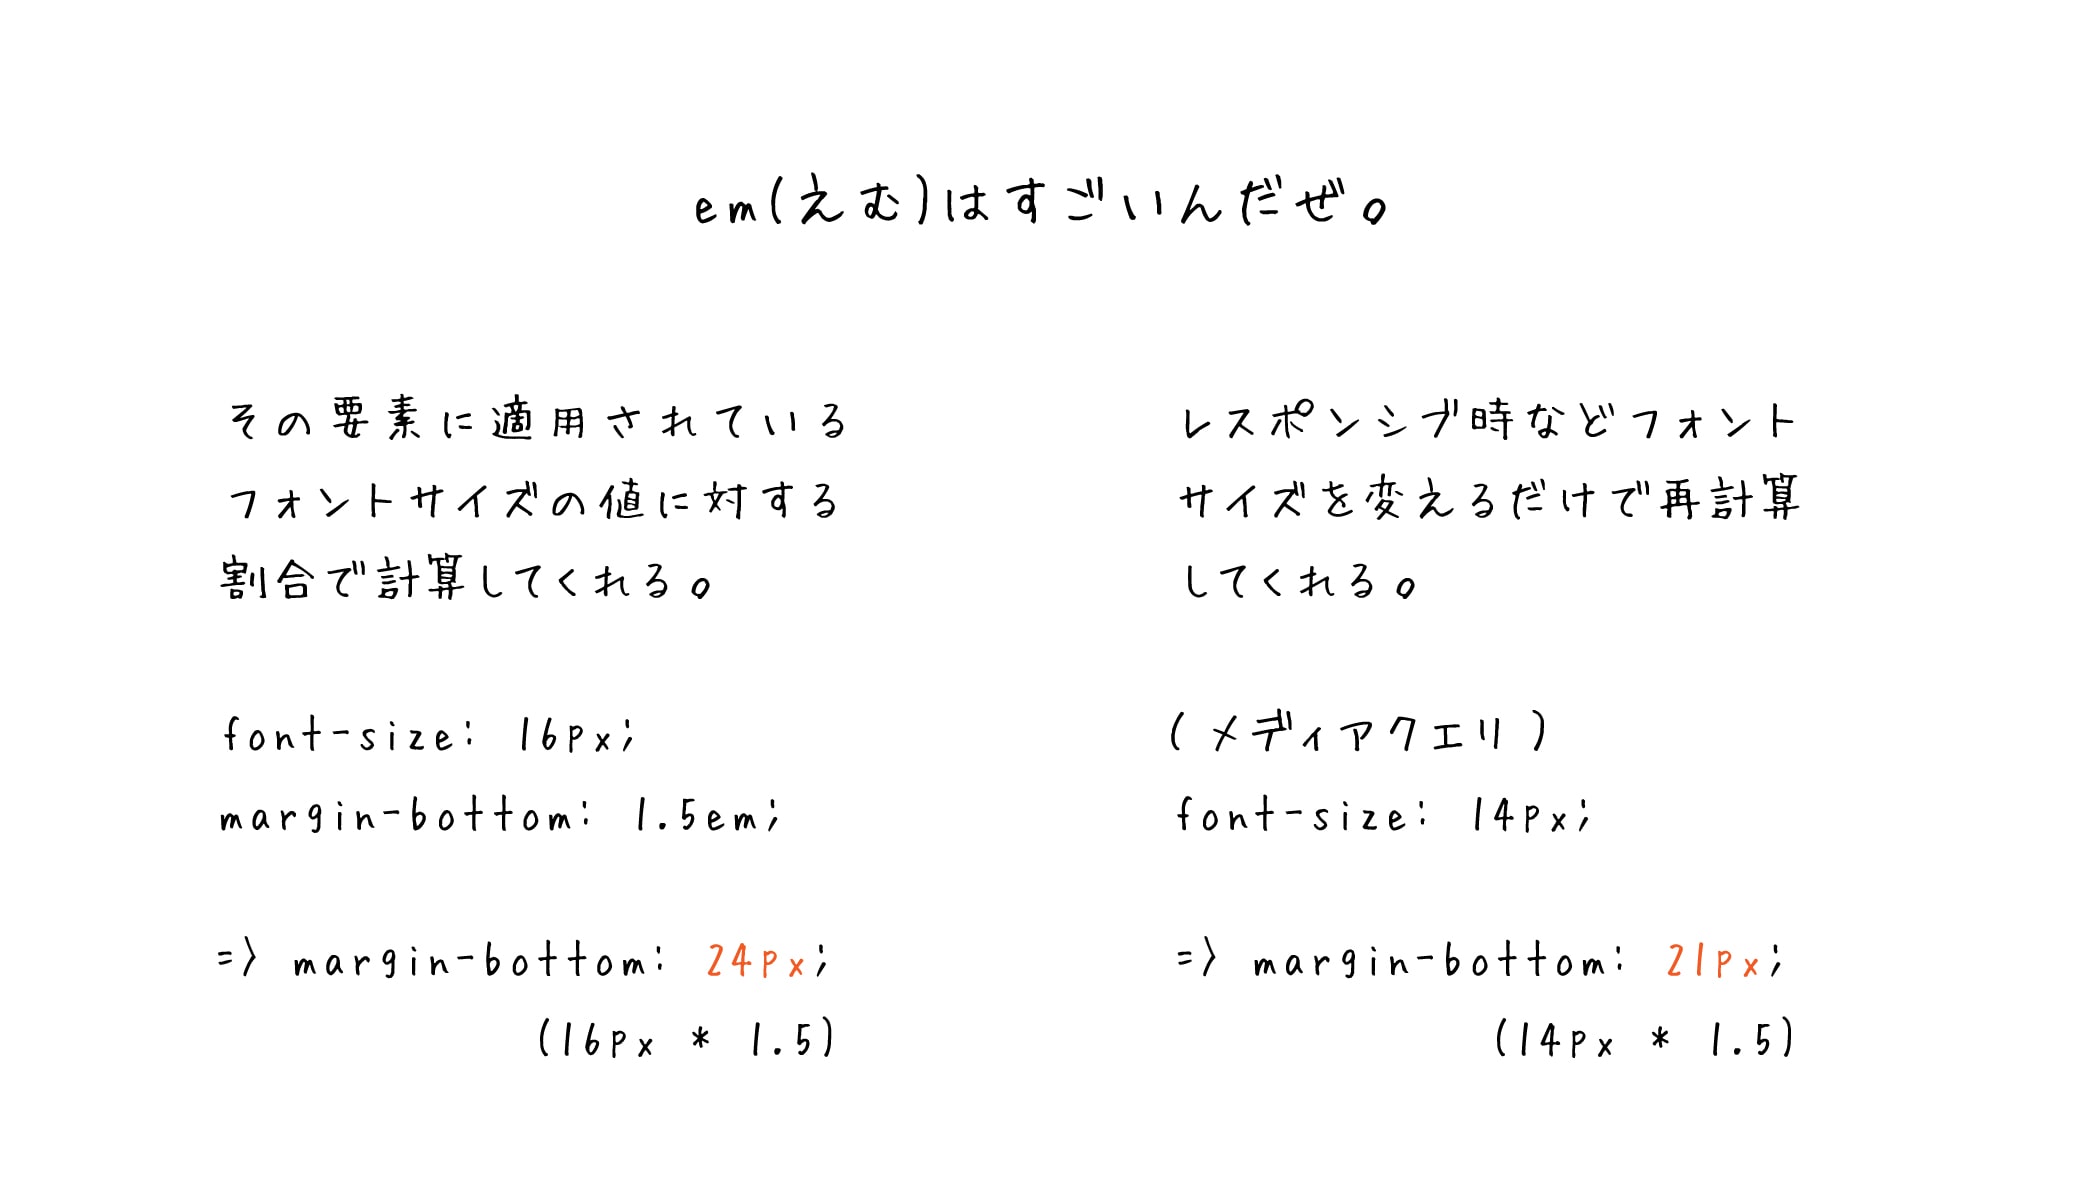 em(えむ)はすごいんだぜ。
その要素に適用されている
フォントサイズの値に対する
割合で計算してくれる。
font-size: 16px;
margin-bottom: 1.5em;
=> margin-bottom: 24px;
(16px * 1.5)
レスポンシブ時などフォント
サイズを変えるだけで再計算
してくれる。
(メディアクエリ)
font-size: 14px;
=> margin-bottom: 21px;
(14px * 1.5)